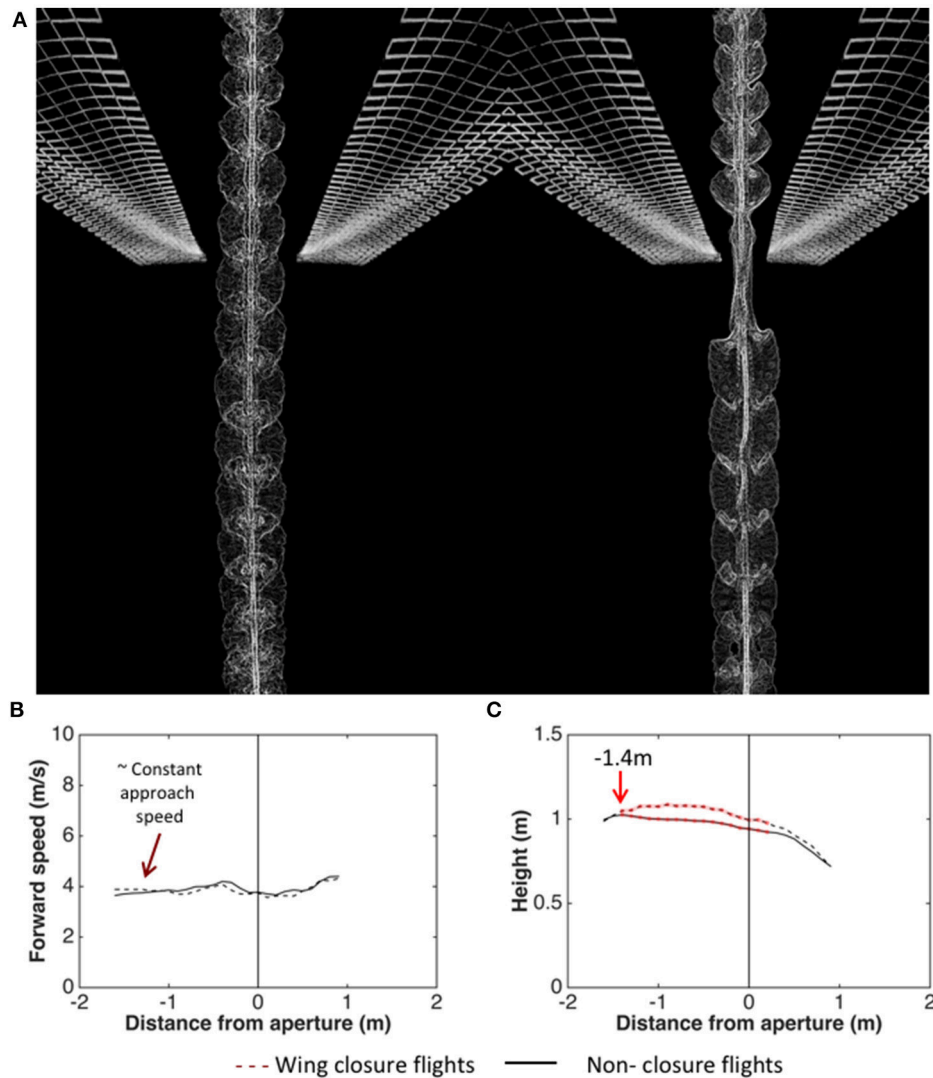 A
B
C
10
8
6
4
2
0
~ Constant
approach
speed
Forward speed (m/s)
-2
-1
0
1
2
Distance from aperture (m)
1.5
1
0.5
0
-1.4m
Height (m)
-2
-1
0
1
2
Distance from aperture (m)
Wing closure flights
Non- closure flights